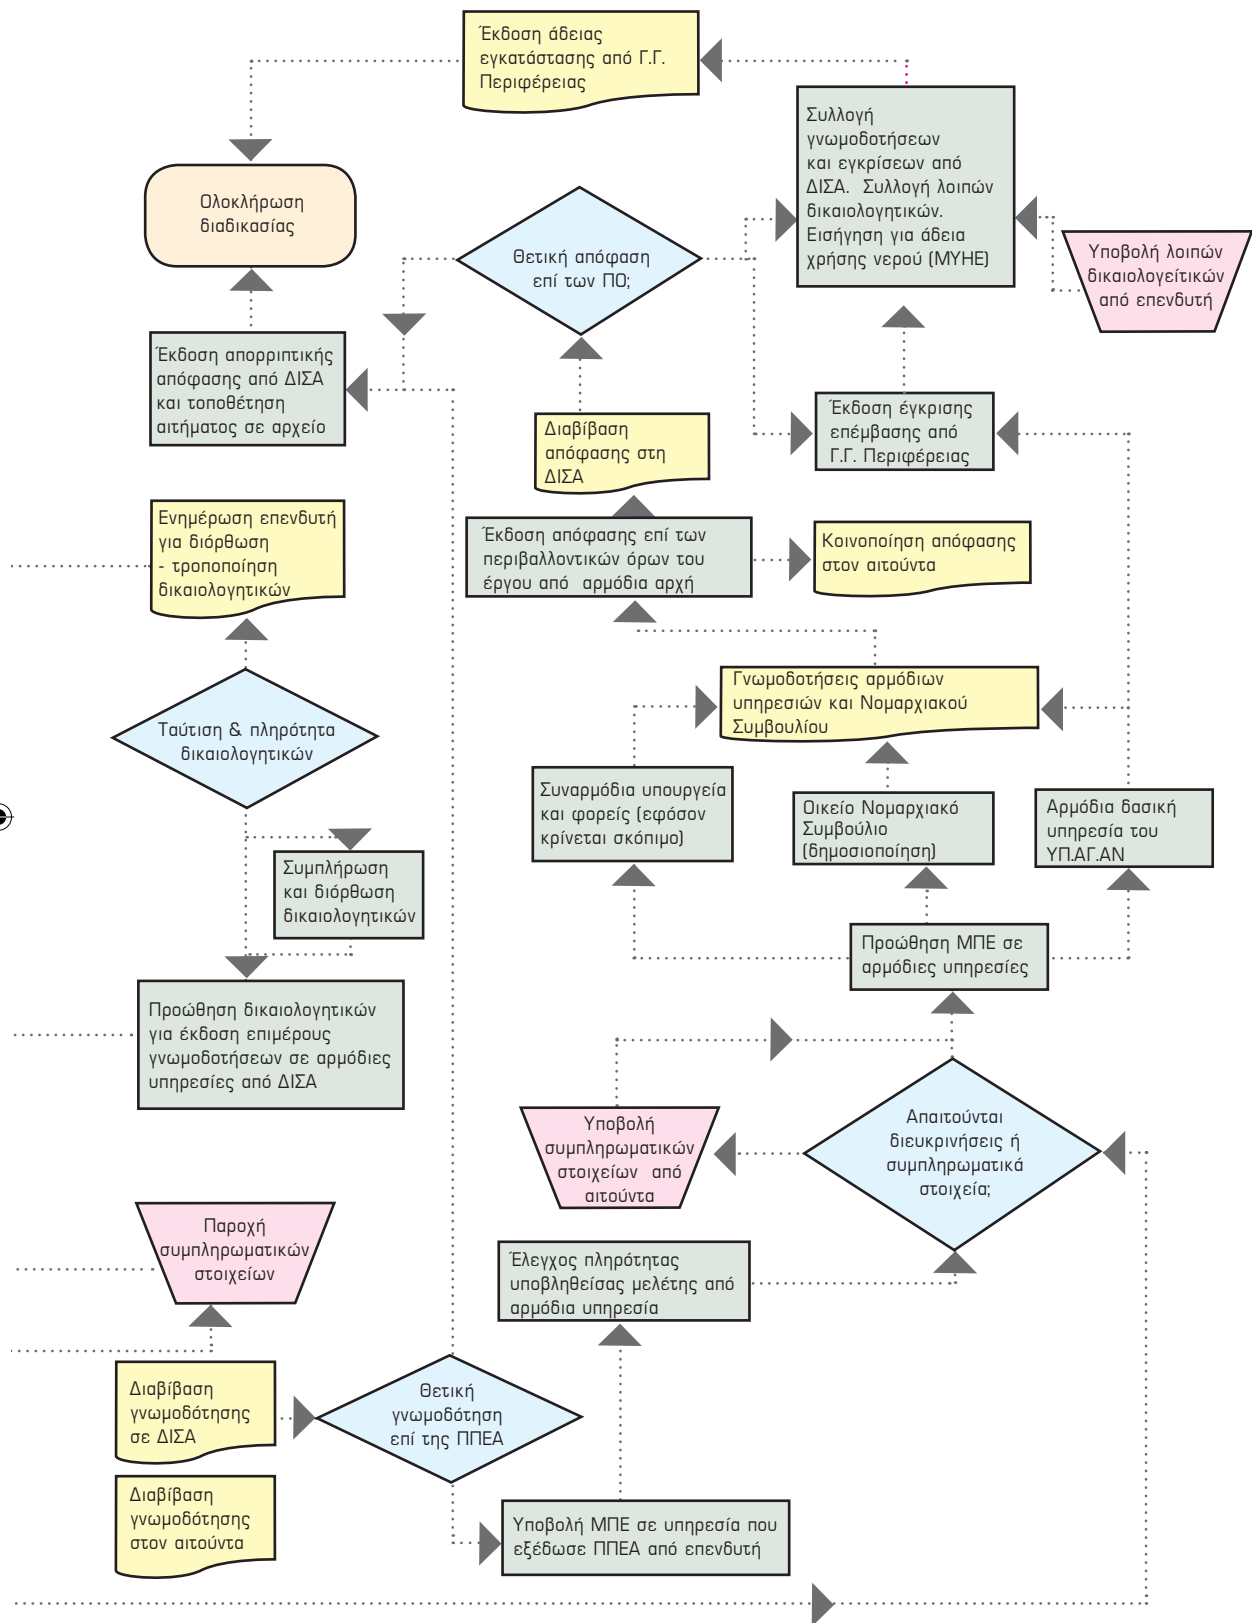 Έκδοση άδειας
εγκατάστασης από Γ.Γ.
Περιφέρειας
Συλλογή
γνωμοδοτήσεων
και εγκρίσεων από
ΔΙΣΑ. Συλλογή λοιπών
δικαιολογητικών.
Εισήγηση για άδεια
χρήσης νερού (ΜΥΗΕ)
Ολοκλήρωση
διαδικασίας
Θετική απόφαση
επί των ΠΟ;
Υποβολή λοιπών
δικαιολογείτικών
από επενδυτή
Έκδοση απορριπτικής
απόφασης από ΔΙΣΑ
και τοποθέτηση
αιτήματος σε αρχείο
Διαβίβαση
απόφασης στη
ΔΙΣΑ
Έκδοση έγκρισης
επέμβασης από
Γ.Γ. Περιφέρειας
Ενημέρωση επενδυτή
για διόρθωση
- τροποποίηση
δικαιολογητικών
Έκδοση απόφασης επί των
περιβαλλοντικών όρων του
έργου από αρμόδια αρχή
Κοινοποίηση απόφασης
στον αιτούντα
Ταύτιση & πληρότητα
δικαιολογητικών
Γνωμοδοτήσεις αρμόδιων
υπηρεσιών και Νομαρχιακού
Συμβουλίου
Συναρμόδια υπουργεία
και φορείς (εφόσον
κρίνεται σκόπιμο)
Οικείο Νομαρχιακό
Συμβούλιο
(δημοσιοποίηση)
Αρμόδια δασική
υπηρεσία του
ΥΠ.ΑΓ.ΑΝ
Συμπλήρωση
και διόρθωση
δικαιολογητικών
Προώθηση ΜΠΕ σε
αρμόδιες υπηρεσίες
Προώθηση δικαιολογητικών
για έκδοση επιμέρους
γνωμοδοτήσεων σε αρμόδιες
υπηρεσίες από ΔΙΣΑ
Υποβολή
συμπληρωματικών
στοιχείων από
αιτούντα
Απαιτούνται
διευκρινήσεις ή
συμπληρωματικά
στοιχεία;
Παροχή
συμπληρωματικών
στοιχείων
Έλεγχος πληρότητας
υποβληθείσας μελέτης από
αρμόδια υπηρεσία
Διαβίβαση
γνωμοδότησης
σε ΔΙΣΑ
Θετική
γνωμοδότηση
επί της ΠΠΕΑ
Διαβίβαση
γνωμοδότησης
στον αιτούντα
Υποβολή ΜΠΕ σε υπηρεσία που
εξέδωσε ΠΠΕΑ από επενδυτή